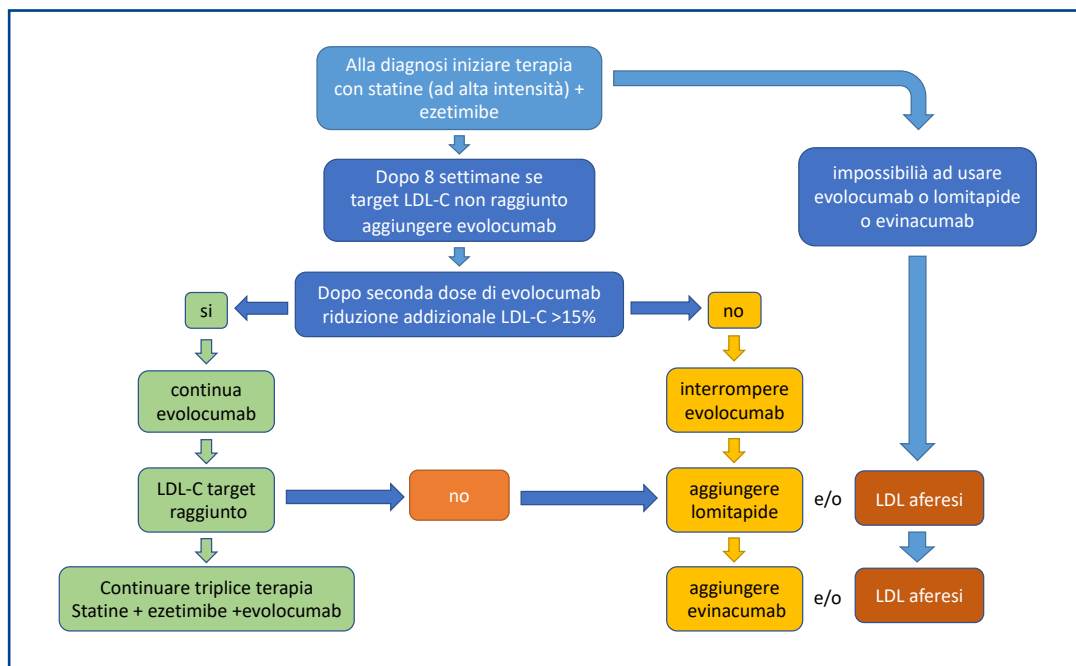 Alla diagnosi iniziare terapia
con statine (ad alta intensità) +
ezetimibe
Dopo 8 settimane se
target LDL-C non raggiunto
aggiungere evolocumab
impossibilià ad usare
evolocumab o lomitapide
o evinacumab
si
Dopo seconda dose di evolocumab
riduzione addizionale LDL-C >15%
no
continua
evolocumab
interrompere
evolocumab
LDL-C target
raggiunto
no
aggiungere
lomitapide
e/o
LDL aferesi
Continuare triplice terapia
Statine + ezetimibe +evolocumab
aggiungere
evinacumab
e/o
LDL aferesi